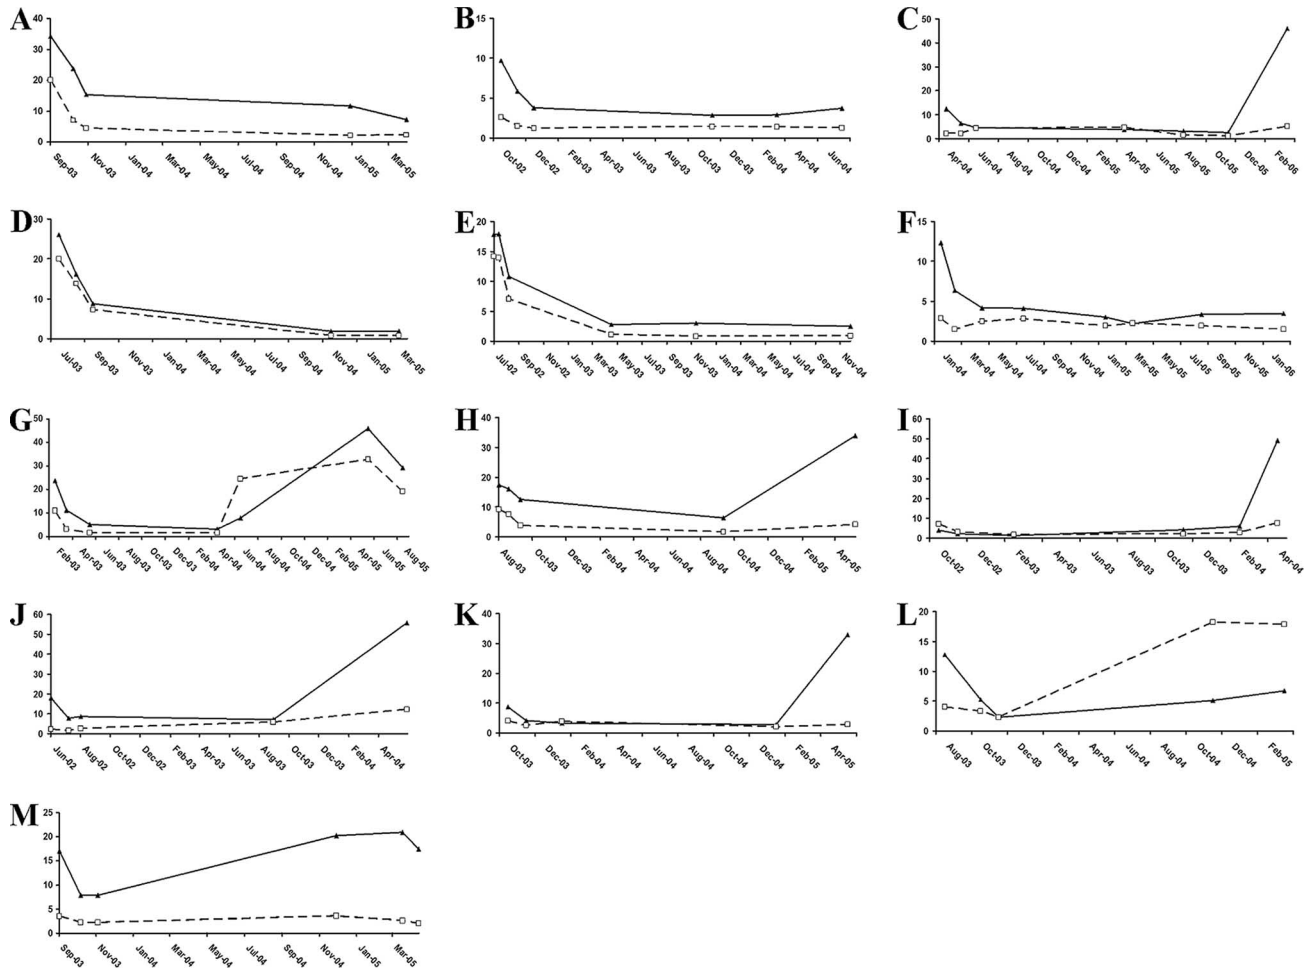 A
40
30
20
10
0
Sep-03 Nov-03 Jan-04 Mar-04 May-04 Jul-04 Sep-04 Nov-04 Jan-05 Mar-05
B
15
10
5
0
Oct-02 Dec-02 Feb-03 Apr-03 Jun-03 Aug-03 Oct-03 Dec-03 Feb-04 Apr-04 Jun-04
C
50
40
30
20
10
0
Apr-04 Jun-04 Aug-04 Oct-04 Dec-04 Feb-05 Apr-05 Jun-05 Aug-05 Oct-05 Dec-05 Feb-06
D
30
20
10
0
Jul-03 Sep-03 Nov-03 Jan-04 Mar-04 May-04 Jul-04 Sep-04 Nov-04 Jan-05 Mar-05
E
20
15
10
5
0
Jul-02 Sep-02 Nov-02 Jan-03 Mar-03 May-03 Jul-03 Sep-03 Nov-03 Jan-04 Mar-04 May-04 Jul-04 Sep-04 Nov-04
F
15
10
5
0
Jan-04 Mar-04 May-04 Jul-04 Sep-04 Nov-04 Jan-05 Mar-05 May-05 Jul-05 Sep-05 Nov-05 Jan-06
G
50
40
30
20
10
0
Feb-03 Apr-03 Jun-03 Aug-03 Oct-03 Dec-03 Feb-04 Apr-04 Jun-04 Aug-04 Oct-04 Dec-04 Feb-05 Apr-05 Jun-05 Aug-05
H
40
30
20
10
0
Aug-03 Oct-03 Dec-03 Feb-04 Apr-04 Jun-04 Aug-04 Oct-04 Dec-04 Feb-05 Apr-05
I
60
50
40
30
20
10
0
Oct-02 Dec-02 Feb-03 Apr-03 Jun-03 Aug-03 Oct-03 Dec-03 Feb-04 Apr-04
J
60
50
40
30
20
10
0
Jun-02 Aug-02 Oct-02 Dec-02 Feb-03 Apr-03 Jun-03 Aug-03 Oct-03 Dec-03 Feb-04 Apr-04
K
40
30
20
10
0
Oct-03 Dec-03 Feb-04 Apr-04 Jun-04 Aug-04 Oct-04 Dec-04 Feb-05 Apr-05
L
20
15
10
5
0
Aug-03 Oct-03 Dec-03 Feb-04 Apr-04 Jun-04 Aug-04 Oct-04 Dec-04 Feb-05
M
25
20
15
10
5
0
Sep-03 Nov-03 Jan-04 Mar-04 May-04 Jul-04 Sep-04 Nov-04 Jan-05 Mar-05